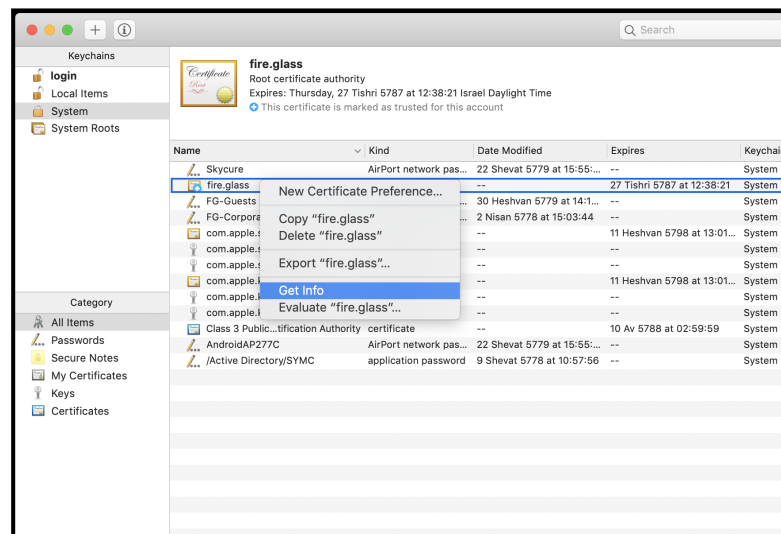 Search
Keychains
login
Local Items
System
System Roots
Certificate
Root
fire.glass
Root certificate authority
Expires: Thursday, 27 Tishri 5787 at 12:38:21 Israel Daylight Time
This certificate is marked as trusted for this account
Name Kind Date Modified Expires Keychai
Skycure AirPort network pas... 22 Shevat 5779 at 15:55:... -- System
fire.glass -- 27 Tishri 5787 at 12:38:21 System
FG-Guests ... 30 Heshvan 5779 at 14:1... -- System
FG-Corpora ... 2 Nisan 5778 at 15:03:44 -- System
com.apple.s -- 11 Heshvan 5798 at 13:01... System
com.apple.s -- -- System
com.apple.s -- -- System
com.apple.k -- 11 Heshvan 5798 at 13:01... System
com.apple.k -- -- System
com.apple.k -- -- System
Class 3 Public...tification Authority certificate -- 10 Av 5788 at 02:59:59 System
AndroidAP277C AirPort network pas... 22 Shevat 5779 at 15:55:... -- System
/Active Directory/SYMC application password 9 Shevat 5778 at 10:57:56 -- System
New Certificate Preference...
Copy “fire.glass”
Delete “fire.glass”
Export “fire.glass”...
Get Info
Evaluate “fire.glass”...
Category
All Items
Passwords
Secure Notes
My Certificates
Keys
Certificates